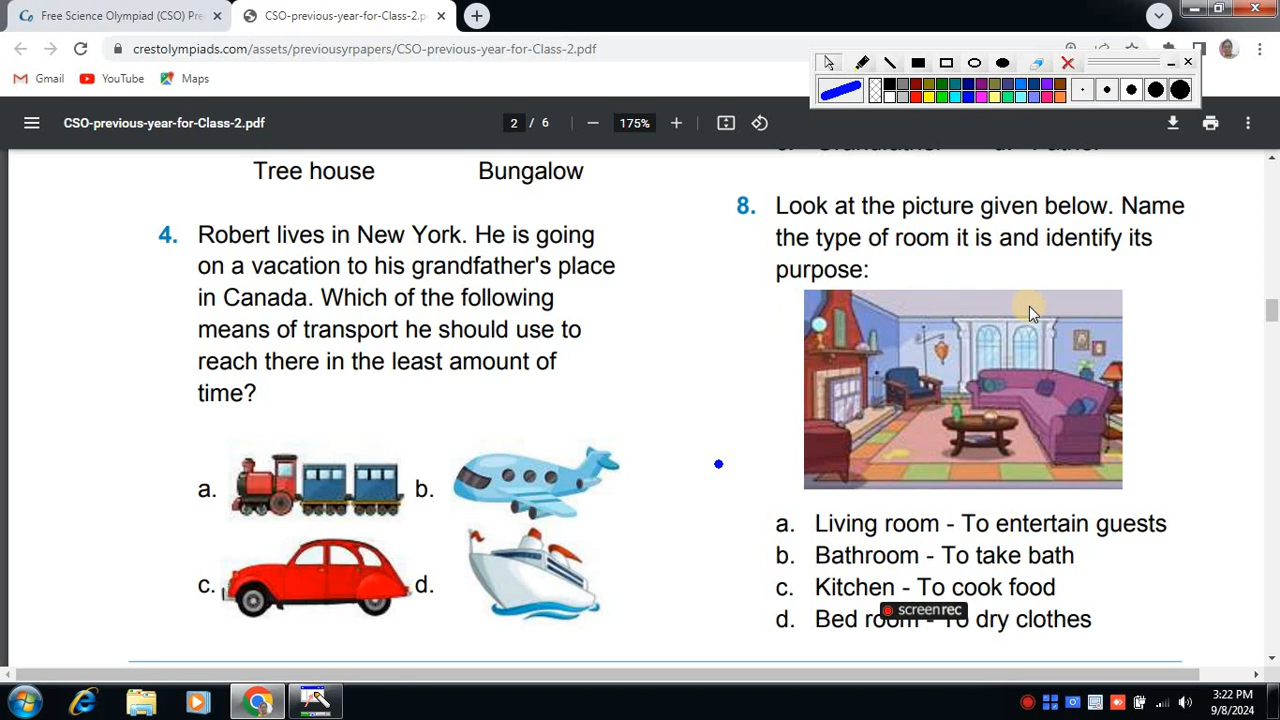 Free Science Olympiad (CSO) Pre
CSO-previous-year-for-Class-2.p
crestolympiads.com/assets/previousyrpapers/CSO-previous-year-for-Class-2.pdf
Gmail
YouTube
Maps
CSO-previous-year-for-Class-2.pdf
2 / 6
175%
Tree house
Bungalow
4. Robert lives in New York. He is going
on a vacation to his grandfather's place
in Canada. Which of the following
means of transport he should use to
reach there in the least amount of
time?
a.
b.
c.
d.
8. Look at the picture given below. Name
the type of room it is and identify its
purpose:
a. Living room - To entertain guests
b. Bathroom - To take bath
c. Kitchen - To cook food
d. Bed room - To dry clothes
screenrec
3:22 PM
9/8/2024